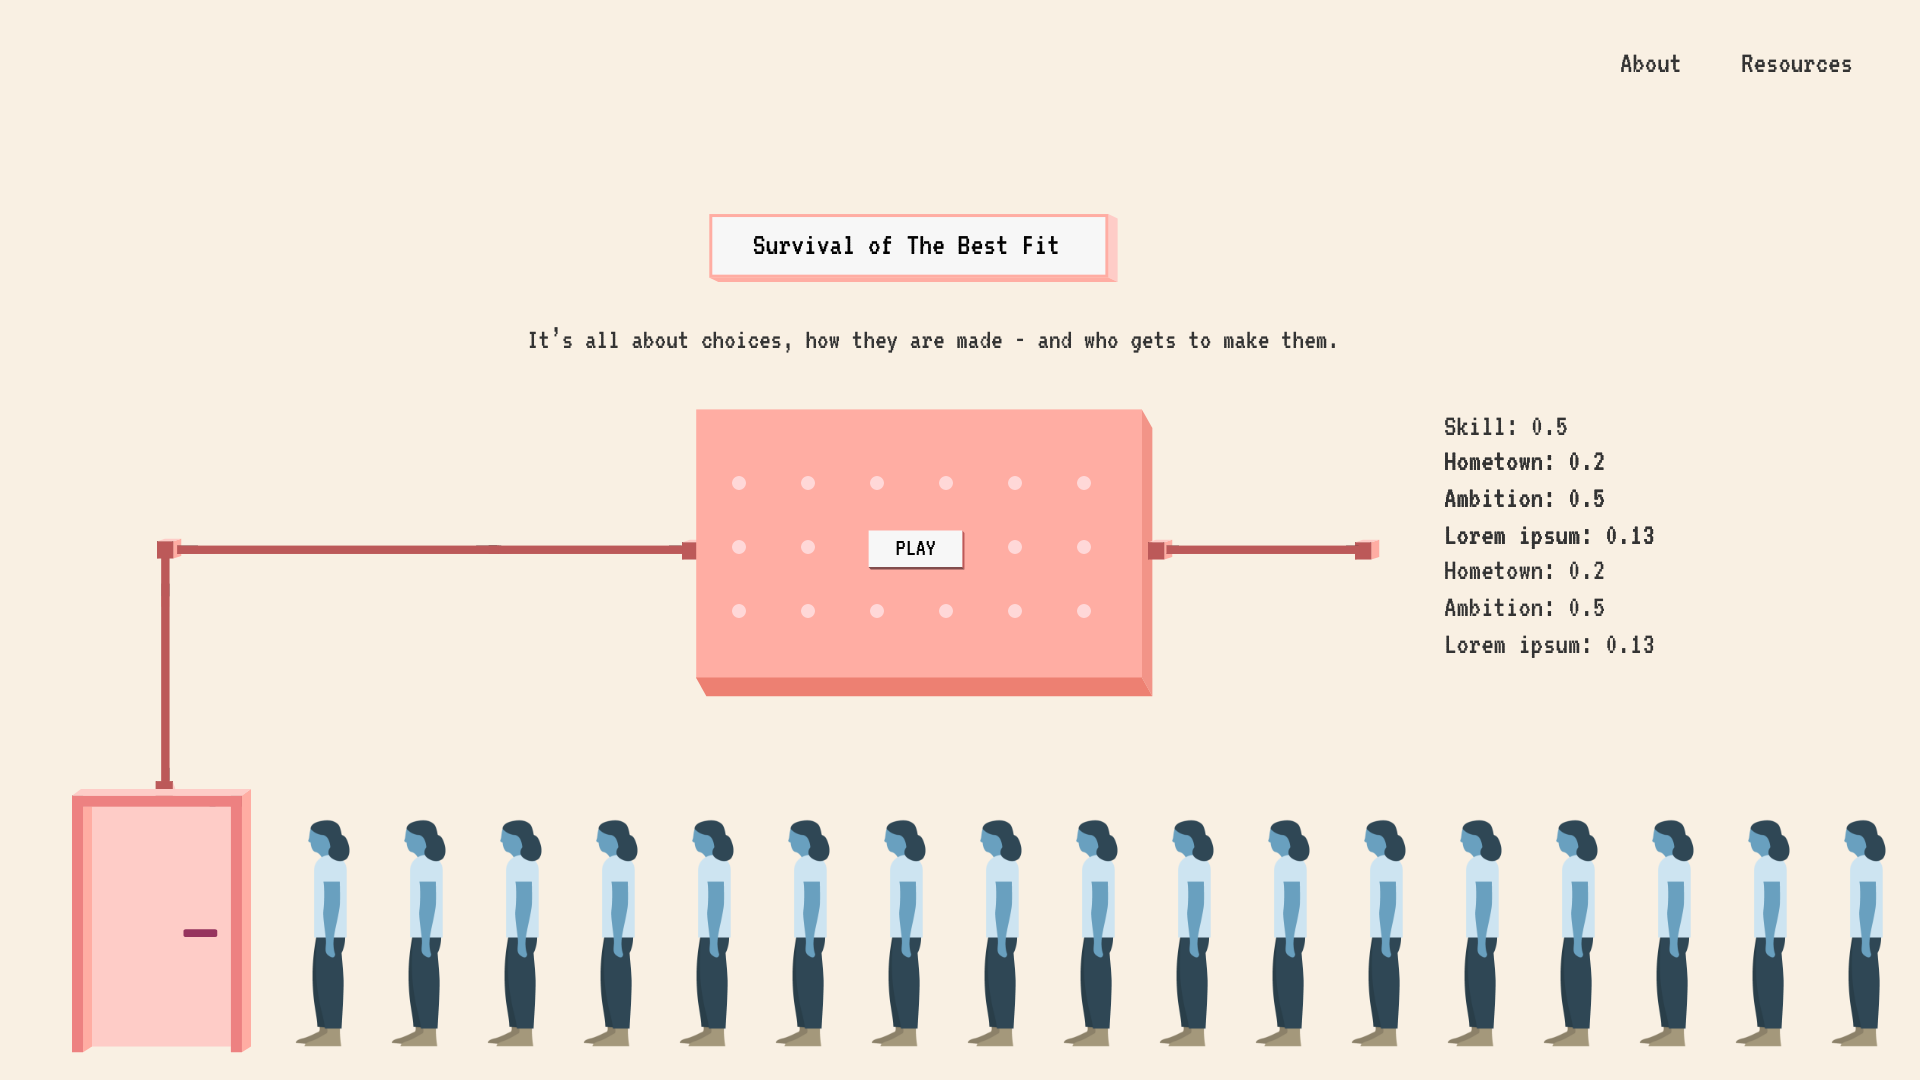 About Resources
Survival of The Best Fit
It's all about choices, how they are made - and who gets to make them.
PLAY
Skill: 0.5
Hometown: 0.2
Ambition: 0.5
Lorem ipsum: 0.13
Hometown: 0.2
Ambition: 0.5
Lorem ipsum: 0.13